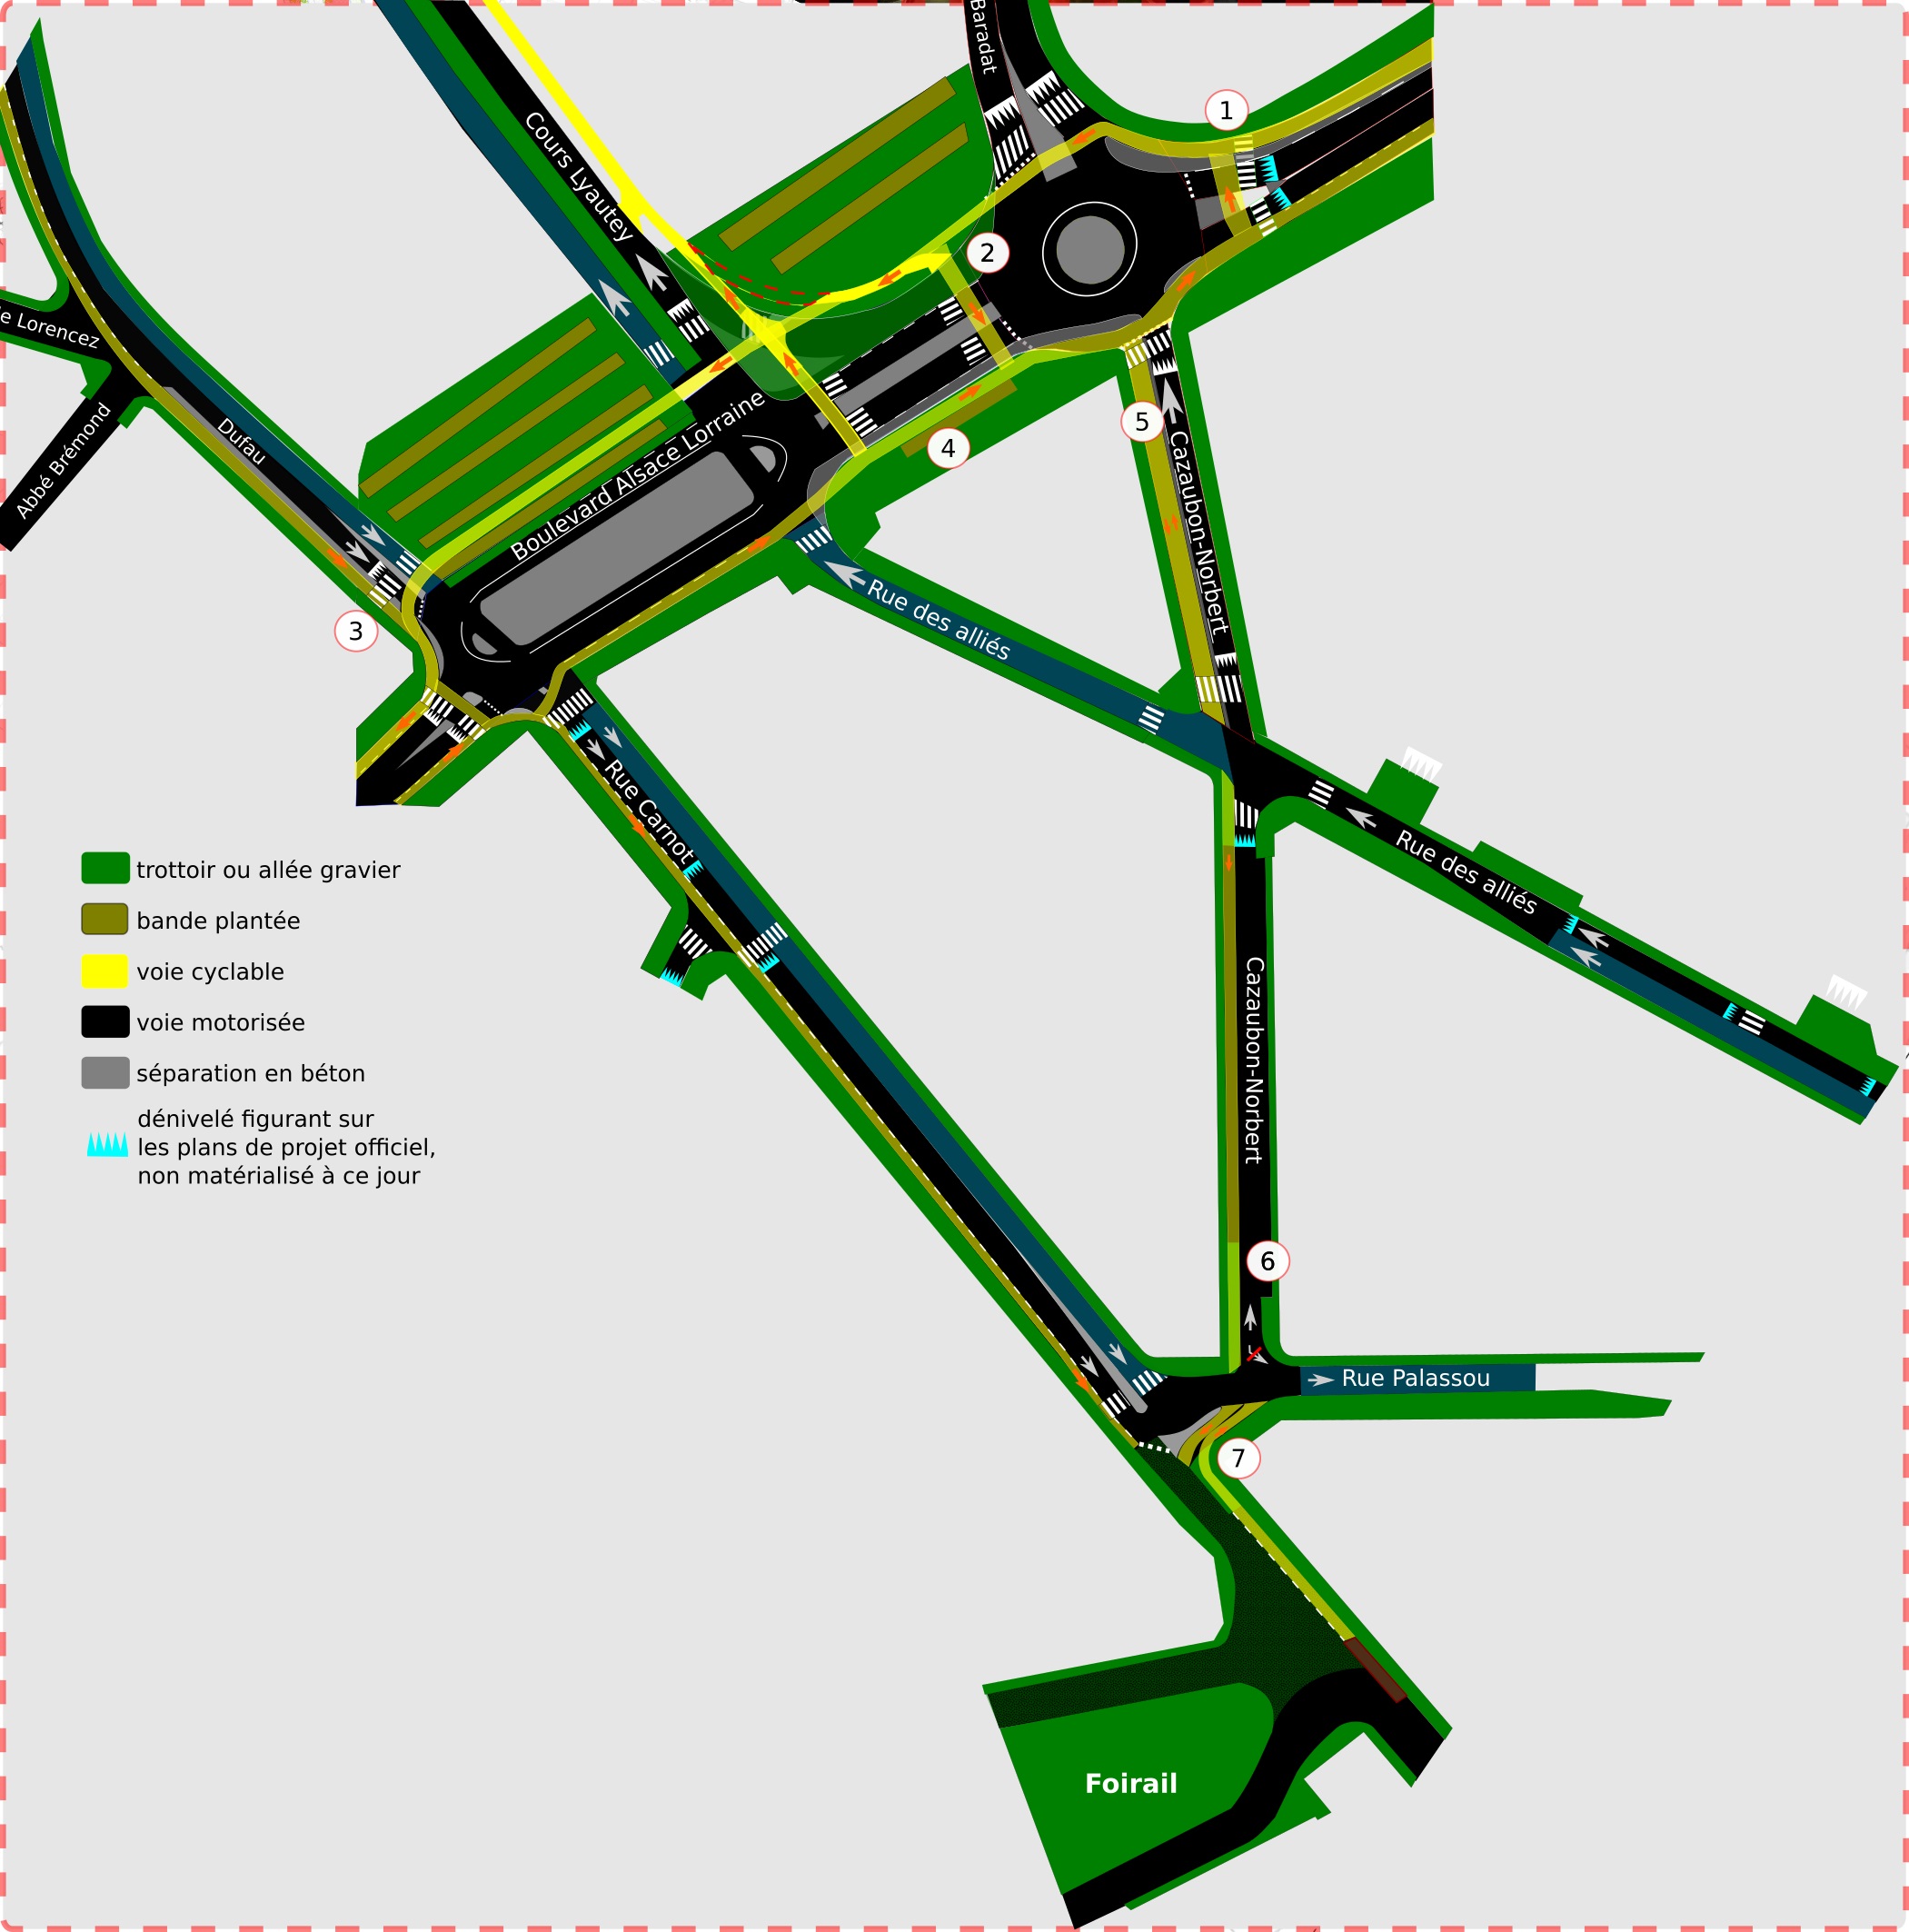 Baradat
1
Cours Lyautey
2
e Lorencez
Abbé Brémond
Dufau
Boulevard Alsace Lorraine
4
5
Cazaubon-Norbert
3
Rue des alliés
Rue Carnot
Rue des alliés
trottoir ou allée gravier
bande plantée
voie cyclable
voie motorisée
séparation en béton
dénivelé figurant sur
les plans de projet officiel,
non matérialisé à ce jour
Cazaubon-Norbert
6
Rue Palassou
7
Foirail